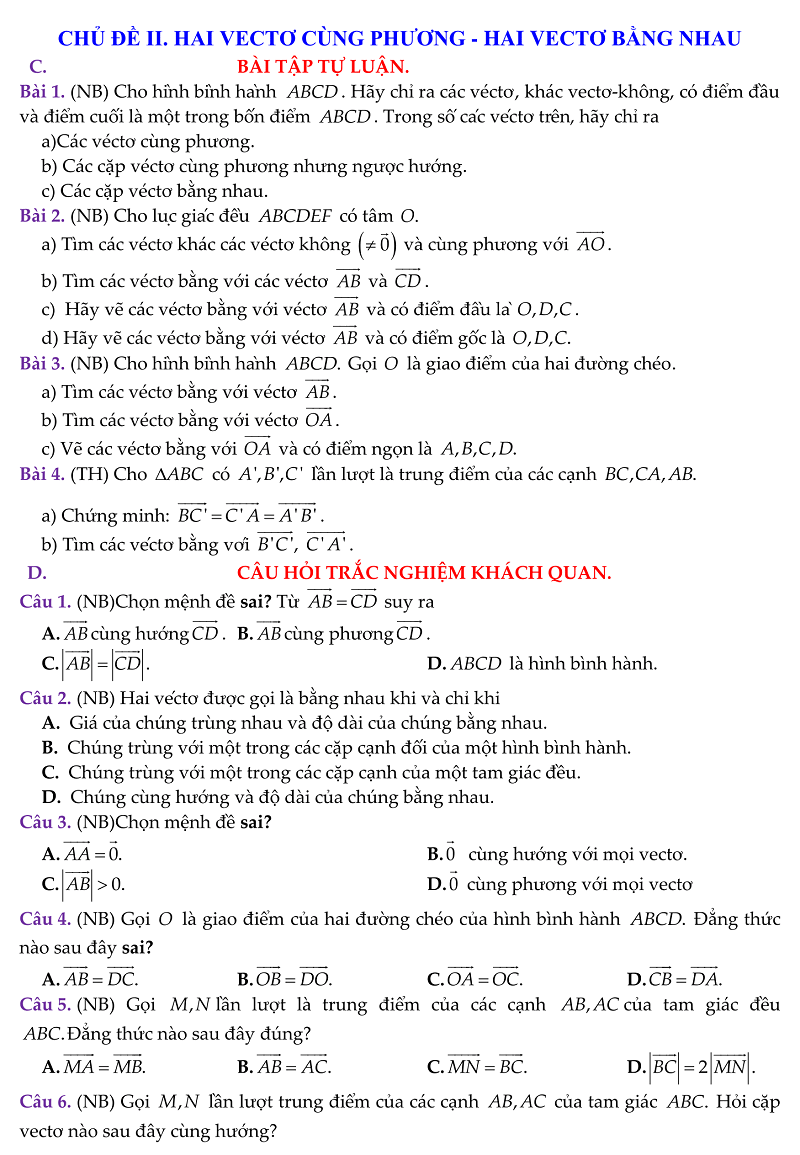 CHỦ ĐỀ II. HAI VECTƠ CÙNG PHƯƠNG - HAI VECTƠ BẰNG NHAU
C. BÀI TẬP TỰ LUẬN.
Bài 1. (NB) Cho hình bình hành ABCD. Hãy chỉ ra các véctơ, khác vectơ-không, có điểm đầu
và điểm cuối là một trong bốn điểm ABCD. Trong số các véctơ trên, hãy chỉ ra
a)Các véctơ cùng phương.
b) Các cặp véctơ cùng phương nhưng ngược hướng.
c) Các cặp véctơ bằng nhau.
Bài 2. (NB) Cho lục giác đều ABCDEF có tâm O.
a) Tìm các véctơ khác các véctơ không $(\neq \vec{0})$ và cùng phương với $\overrightarrow{AO}$.
b) Tìm các véctơ bằng với các véctơ $\overrightarrow{AB}$ và $\overrightarrow{CD}$.
c) Hãy vẽ các véctơ bằng với véctơ $\overrightarrow{AB}$ và có điểm đầu là O,D,C.
d) Hãy vẽ các véctơ bằng với véctơ $\overrightarrow{AB}$ và có điểm gốc là O,D,C.
Bài 3. (NB) Cho hình bình hành ABCD. Gọi O là giao điểm của hai đường chéo.
a) Tìm các véctơ bằng với véctơ $\overrightarrow{AB}$.
b) Tìm các véctơ bằng với véctơ $\overrightarrow{OA}$.
c) Vẽ các véctơ bằng với $\overrightarrow{OA}$ và có điểm ngọn là A,B,C,D.
Bài 4. (TH) Cho ΔABC có A',B',C' lần lượt là trung điểm của các cạnh BC,CA,AB.
a) Chứng minh: $\overrightarrow{BC'} = \overrightarrow{C'A} = \overrightarrow{A'B'}$.
b) Tìm các véctơ bằng với $\overrightarrow{B'C'}$, $\overrightarrow{C'A'}$.
D. CÂU HỎI TRẮC NGHIỆM KHÁCH QUAN.
Câu 1. (NB)Chọn mệnh đề sai? Từ $\overrightarrow{AB} = \overrightarrow{CD}$ suy ra
A. $\overrightarrow{AB}$ cùng hướng $\overrightarrow{CD}$. B. $\overrightarrow{AB}$ cùng phương $\overrightarrow{CD}$.
C. $|\overrightarrow{AB}| = |\overrightarrow{CD}|$. D. ABCD là hình bình hành.
Câu 2. (NB) Hai véctơ được gọi là bằng nhau khi và chỉ khi
A. Giá của chúng trùng nhau và độ dài của chúng bằng nhau.
B. Chúng trùng với một trong các cặp cạnh đối của một hình bình hành.
C. Chúng trùng với một trong các cặp cạnh của một tam giác đều.
D. Chúng cùng hướng và độ dài của chúng bằng nhau.
Câu 3. (NB)Chọn mệnh đề sai?
A. $\overrightarrow{AA} = \vec{0}$. B. $\vec{0}$ cùng hướng với mọi vectơ.
C. $|\overrightarrow{AB}| > 0$. D. $\vec{0}$ cùng phương với mọi vectơ
Câu 4. (NB) Gọi O là giao điểm của hai đường chéo của hình bình hành ABCD. Đẳng thức
nào sau đây sai?
A. $\overrightarrow{AB} = \overrightarrow{DC}$. B. $\overrightarrow{OB} = \overrightarrow{DO}$. C. $\overrightarrow{OA} = \overrightarrow{OC}$. D. $\overrightarrow{CB} = \overrightarrow{DA}$.
Câu 5. (NB) Gọi M,N lần lượt là trung điểm của các cạnh AB,AC của tam giác đều
ABC.Đẳng thức nào sau đây đúng?
A. $\overrightarrow{MA} = \overrightarrow{MB}$. B. $\overrightarrow{AB} = \overrightarrow{AC}$. C. $\overrightarrow{MN} = \overrightarrow{BC}$. D. $|\overrightarrow{BC}| = 2|\overrightarrow{MN}|$.
Câu 6. (NB) Gọi M,N lần lượt trung điểm của các cạnh AB,AC của tam giác ABC. Hỏi cặp
vectơ nào sau đây cùng hướng?